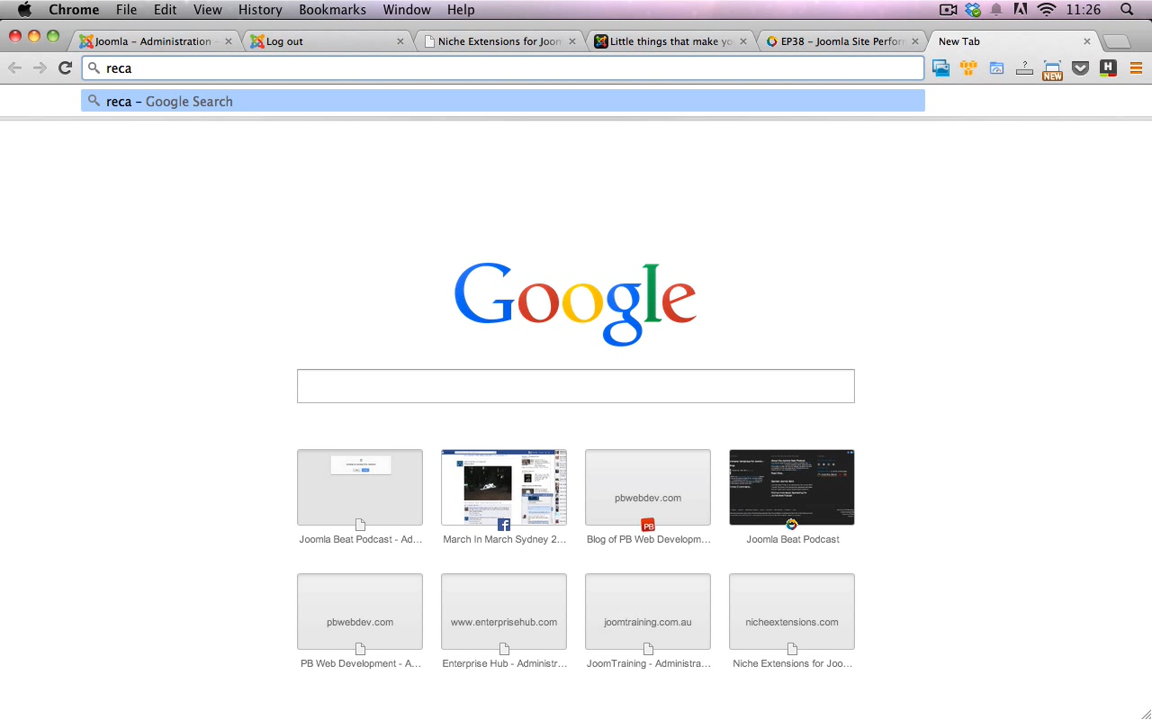 Chrome File Edit View History Bookmarks Window Help 11:26
Joomla - Administration - Log out Niche Extensions for Joom Little things that make yo EP38 - Joomla Site Perfor New Tab
reca ? NEW H
reca - Google Search
Google
pbwebdev.com
PB
Joomla Beat Podcast - Ad... March In March Sydney 2... Blog of PB Web Developm... Joomla Beat Podcast
pbwebdev.com www.enterprisehub.com joomtraining.com.au nicheextensions.com
PB Web Development - A... Enterprise Hub - Administr... JoomTraining - Administra... Niche Extensions for Joo...